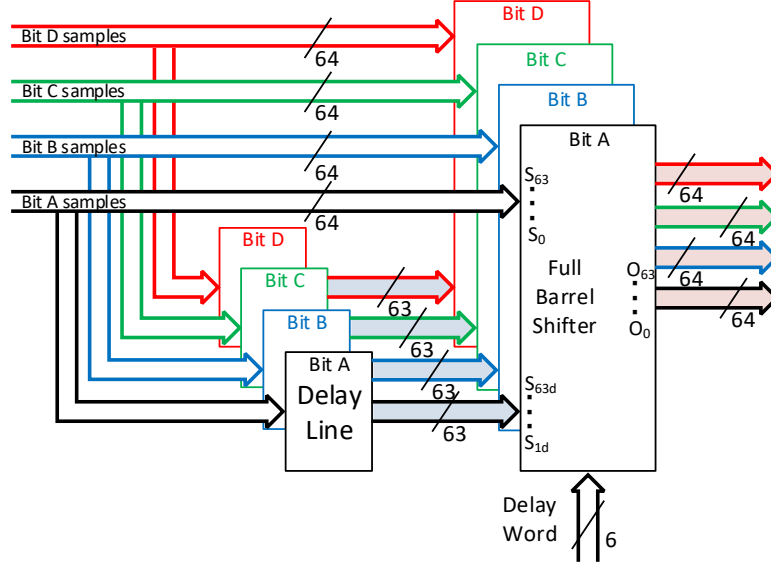 Bit D
Bit D samples
64
Bit C
Bit C samples
64
Bit B
Bit B samples
64
Bit A
Bit A samples
64
S63
S0
64
64
64
64
Full
Barrel
Shifter
O63
O0
Bit D
63
Bit C
63
Bit B
63
Bit A
Delay
Line
63
S63d
S1d
Delay
Word
6